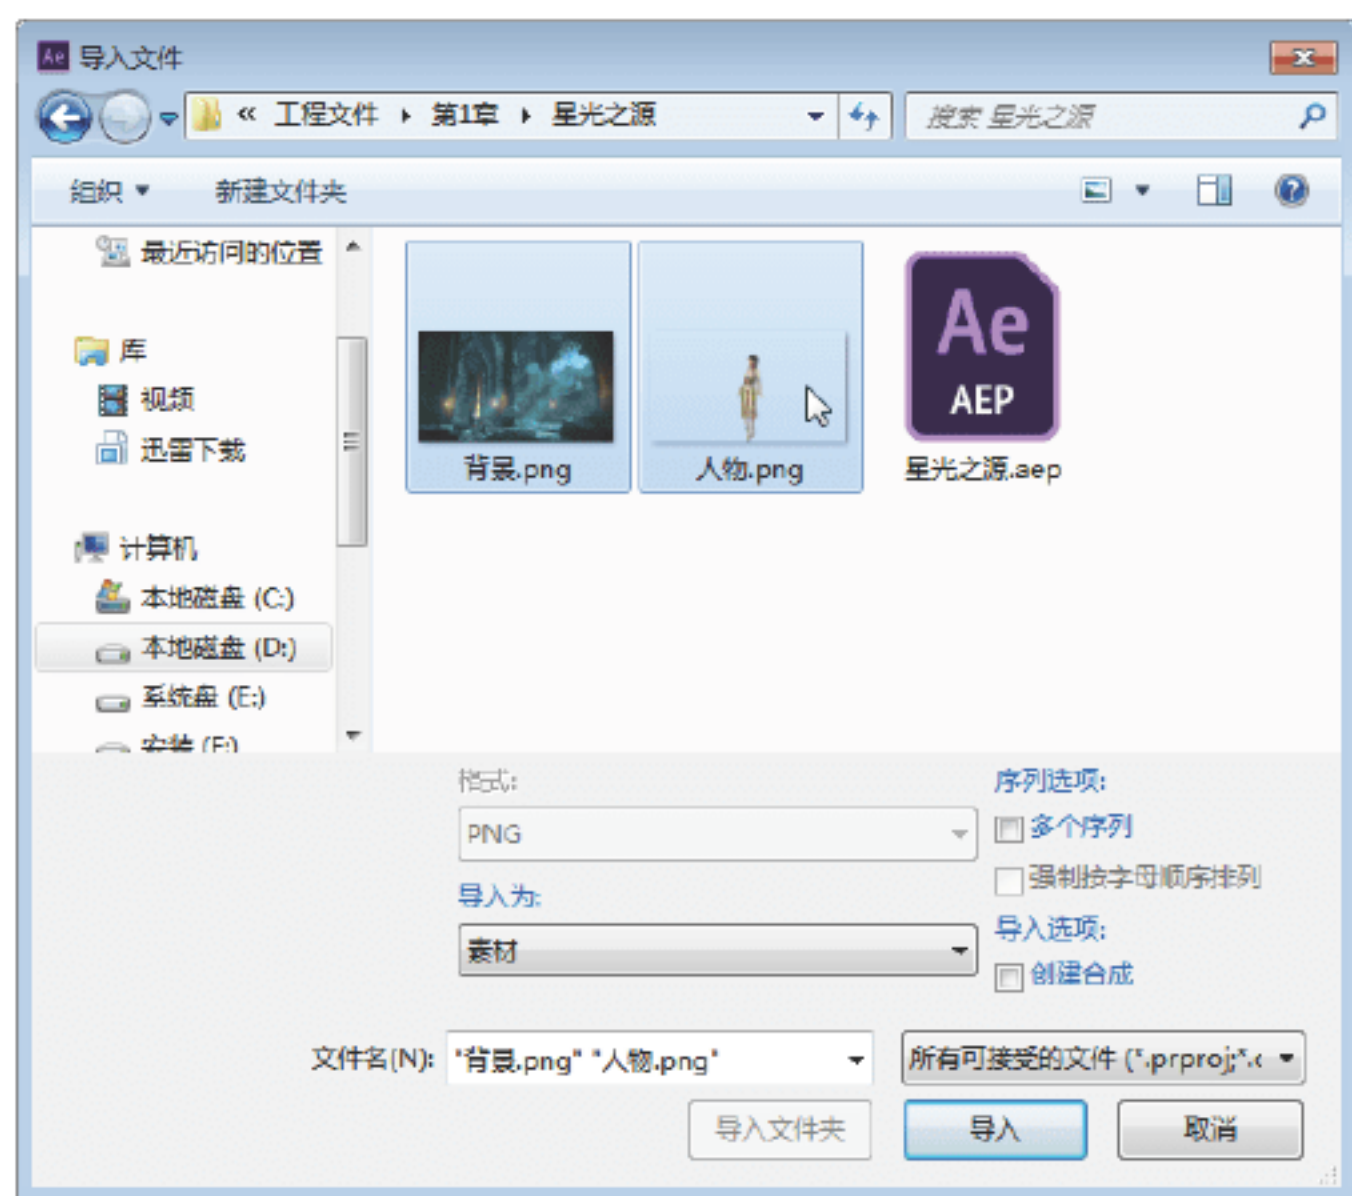 Ae 导入文件
« 工程文件 第1章 星光之源
搜索 星光之源
组织 新建文件夹
最近访问的位置
库
视频
迅雷下载
计算机
本地磁盘 (C:)
本地磁盘 (D:)
系统盘 (E:)
安装 (F:)
背景.png
人物.png
Ae
AEP
星光之源.aep
格式:
PNG
导入为:
素材
序列选项:
多个序列
强制按字母顺序排列
导入选项:
创建合成
文件名(N): "背景.png" "人物.png"
所有可接受的文件 (*.prproj;*.c
导入文件夹 导入 取消